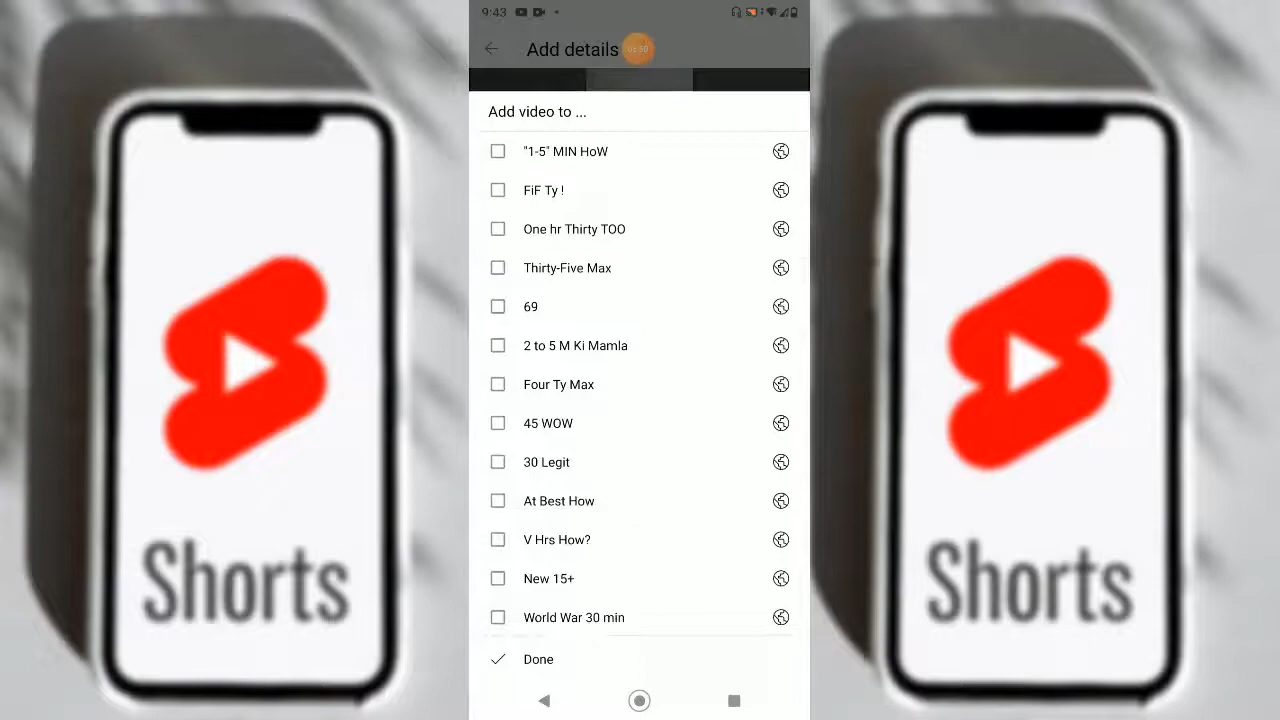 9:43
Add details
Add video to ...
"1-5" MIN HoW
FiF Ty !
One hr Thirty TOO
Thirty-Five Max
69
2 to 5 M Ki Mamla
Four Ty Max
45 WOW
30 Legit
At Best How
V Hrs How?
New 15+
World War 30 min
Done
Shorts
Shorts